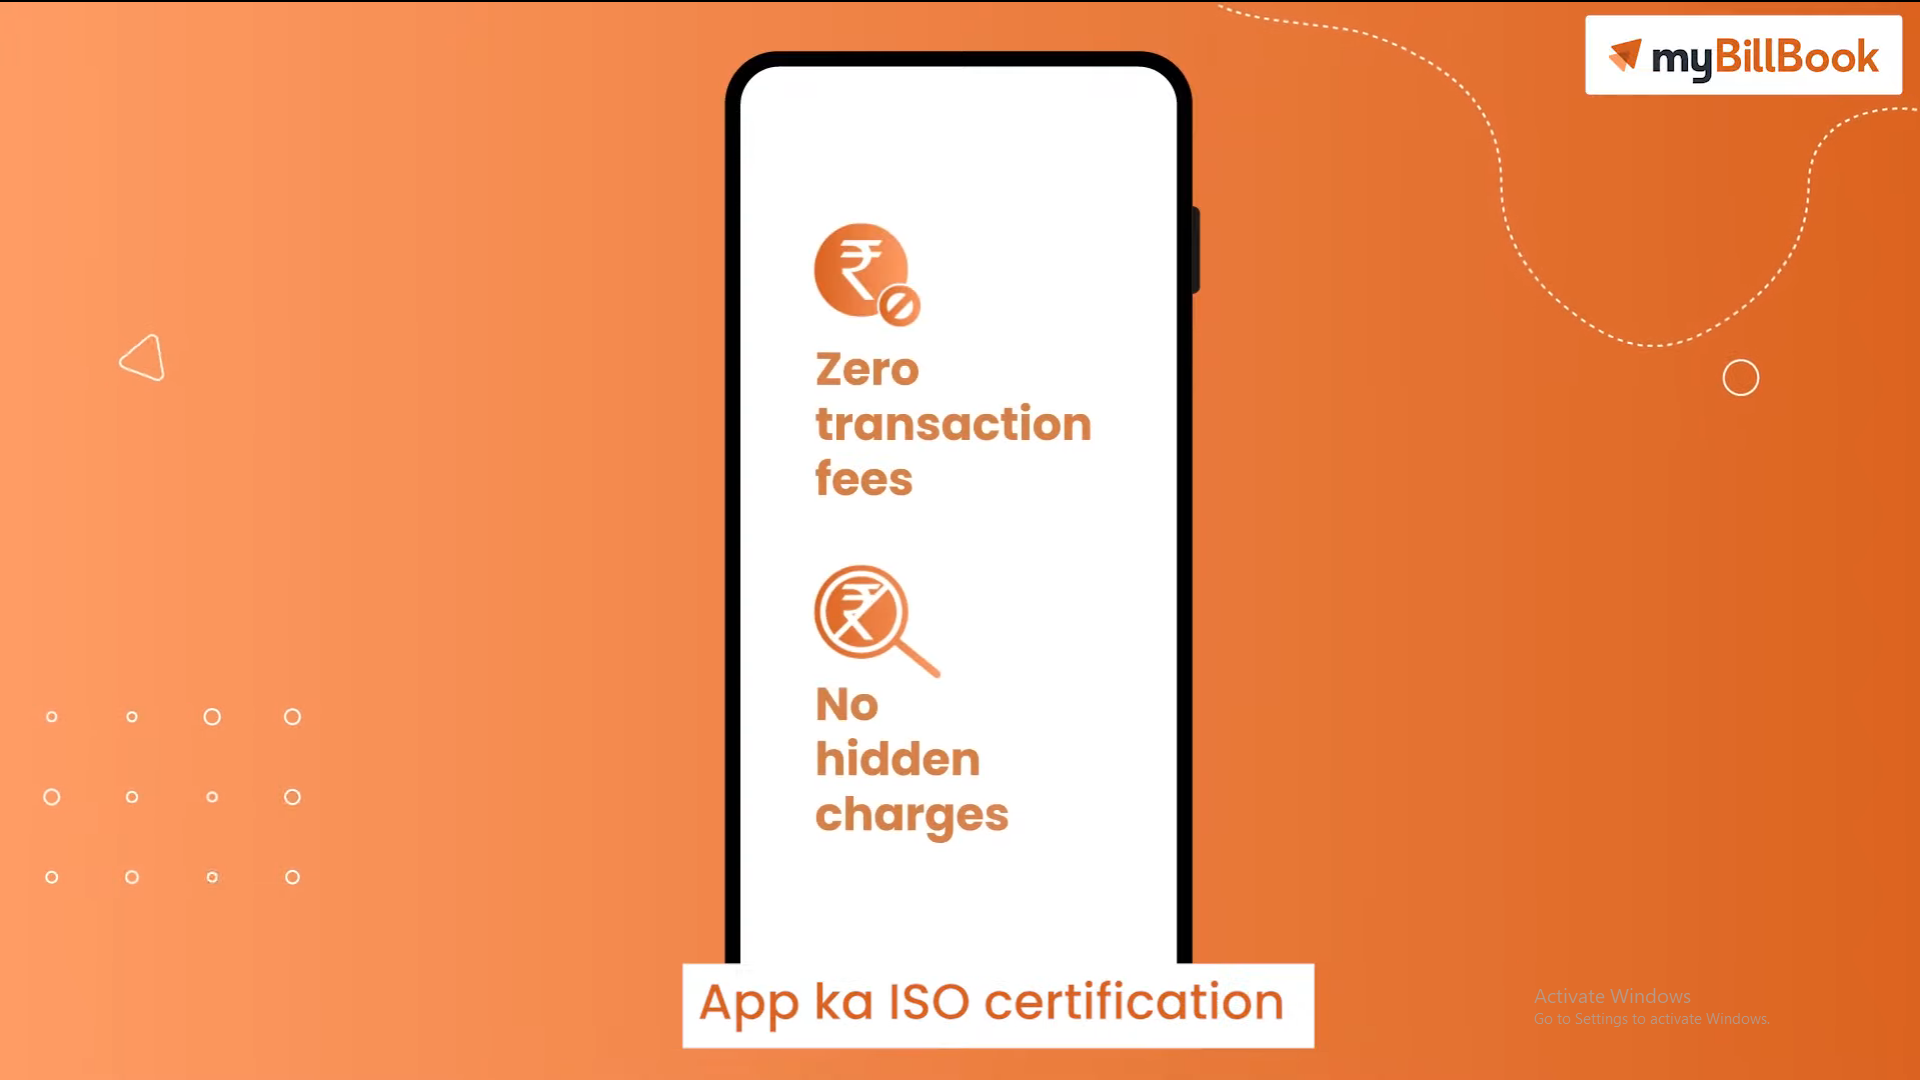 myBillBook
Zero
transaction
fees
No
hidden
charges
App ka ISO certification
Activate Windows
Go to Settings to activate Windows.